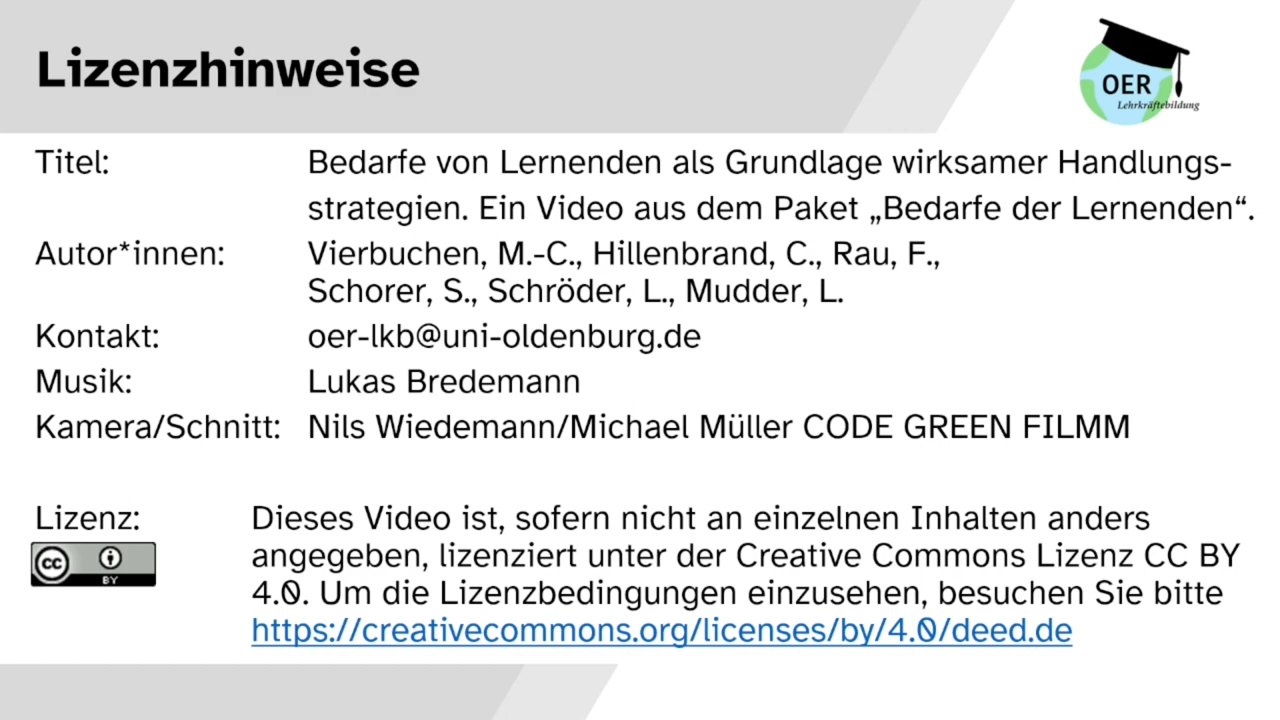 Lizenzhinweise
OER
Lehrkräftebildung
Titel: Bedarfe von Lernenden als Grundlage wirksamer Handlungs-
strategien. Ein Video aus dem Paket „Bedarfe der Lernenden“.
Autor*innen: Vierbuchen, M.-C., Hillenbrand, C., Rau, F.,
Schorer, S., Schröder, L., Mudder, L.
Kontakt: oer-lkb@uni-oldenburg.de
Musik: Lukas Bredemann
Kamera/Schnitt: Nils Wiedemann/Michael Müller CODE GREEN FILMM
Lizenz: Dieses Video ist, sofern nicht an einzelnen Inhalten anders
angegeben, lizenziert unter der Creative Commons Lizenz CC BY
4.0. Um die Lizenzbedingungen einzusehen, besuchen Sie bitte
https://creativecommons.org/licenses/by/4.0/deed.de
cc
BY